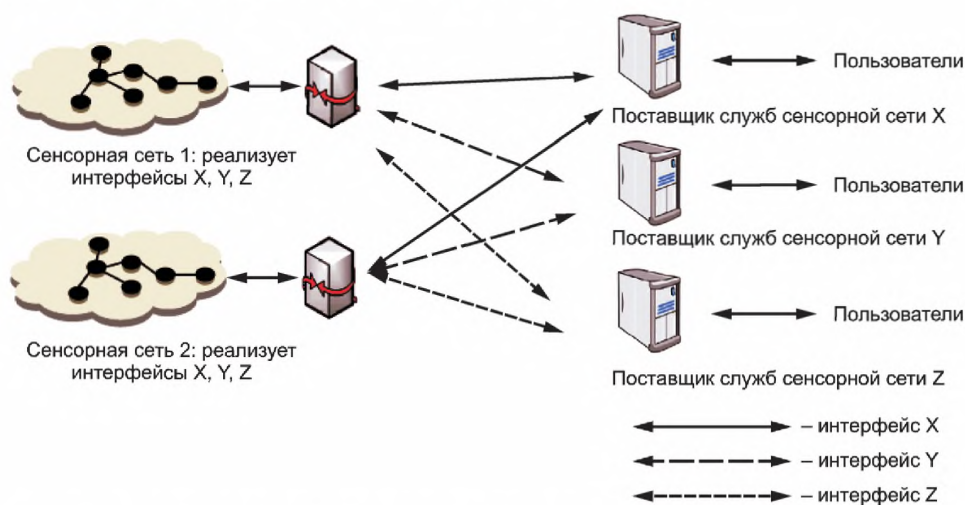 Пользователи
Поставщик служб сенсорной сети X
Сенсорная сеть 1: реализует
интерфейсы X, Y, Z
Пользователи
Поставщик служб сенсорной сети Y
Пользователи
Сенсорная сеть 2: реализует
интерфейсы X, Y, Z
Поставщик служб сенсорной сети Z
– интерфейс X
– интерфейс Y
– интерфейс Z